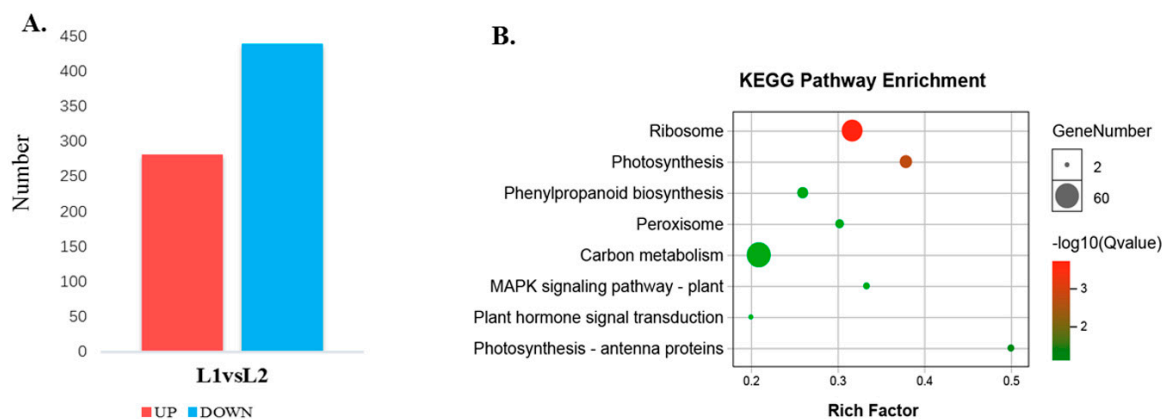 A.
450
400
350
300
250
200
150
100
50
0
Number
L1vsL2
UP DOWN
B.
KEGG Pathway Enrichment
Ribosome
Photosynthesis
Phenylpropanoid biosynthesis
Peroxisome
Carbon metabolism
MAPK signaling pathway - plant
Plant hormone signal transduction
Photosynthesis - antenna proteins
0.2 0.3 0.4 0.5
Rich Factor
GeneNumber
2
60
-log10(Qvalue)
3
2